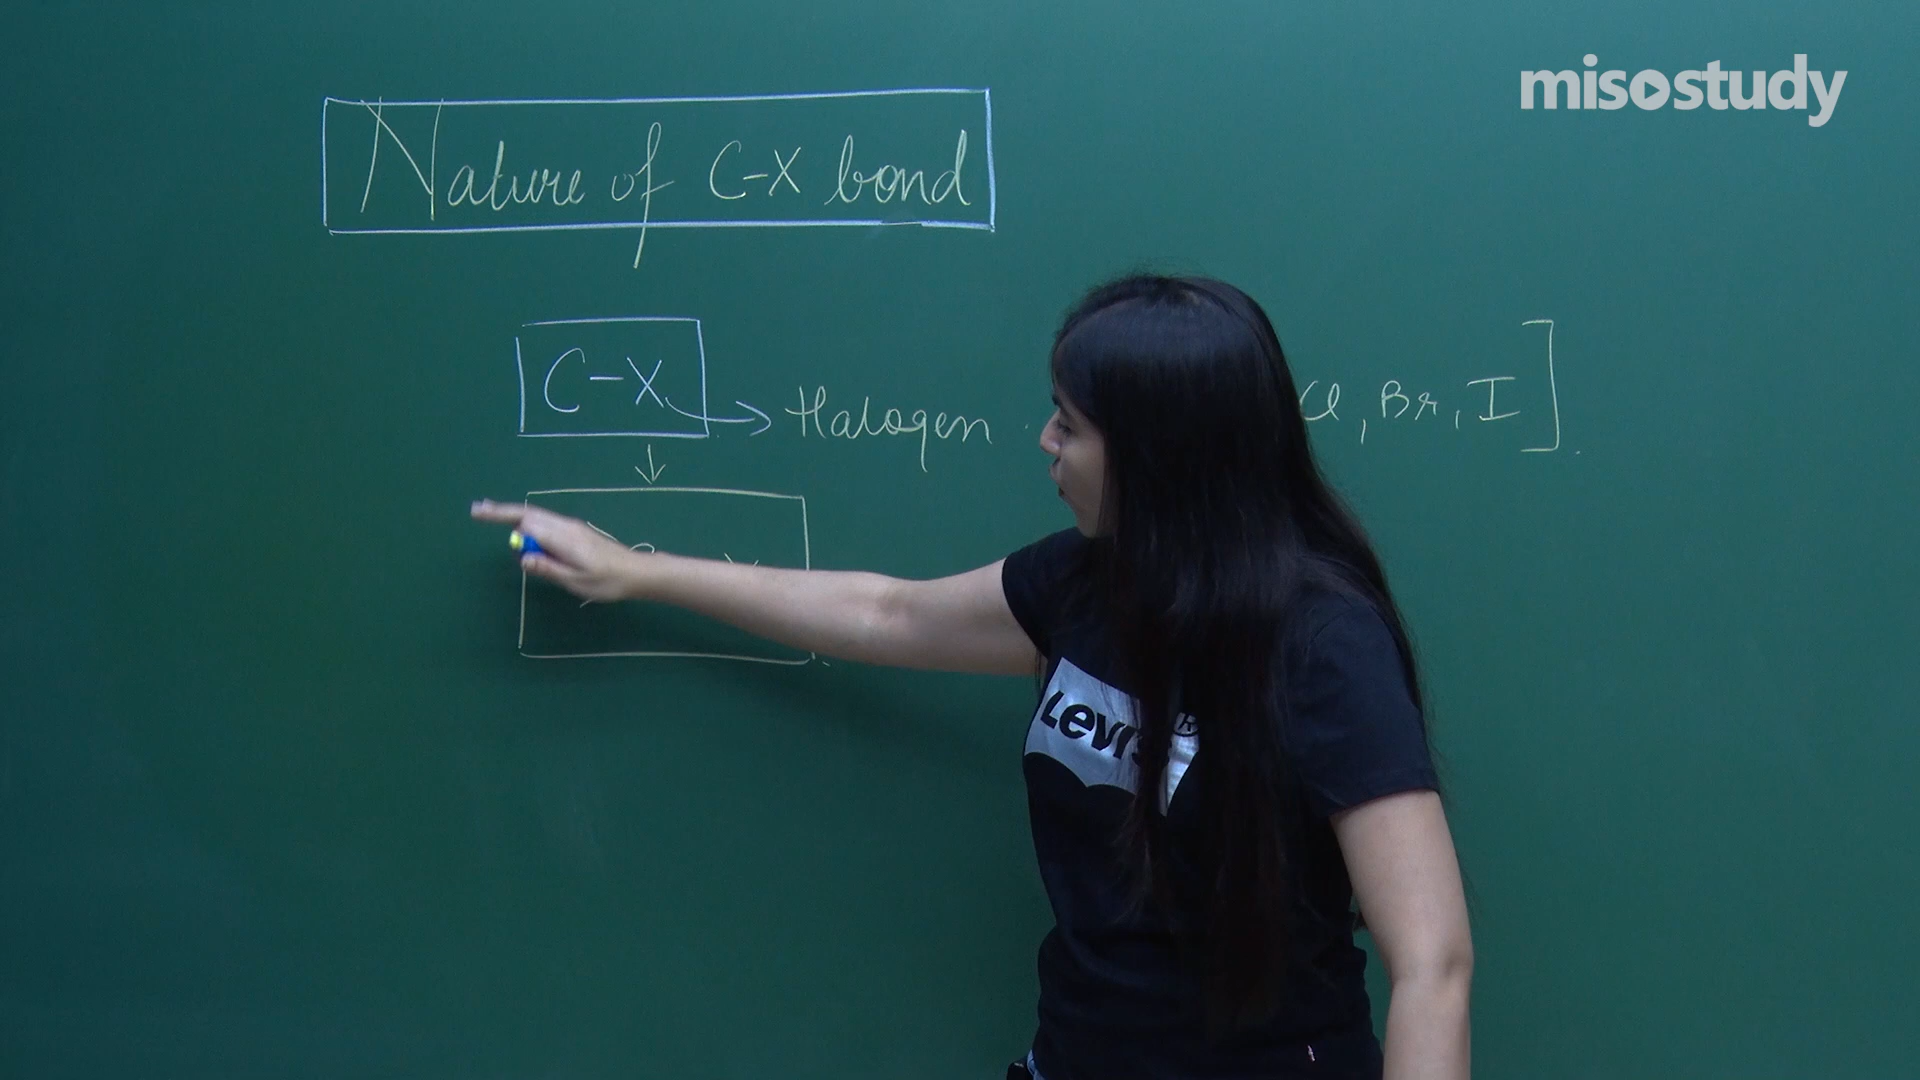 misostudy
Nature of C-X bond
C-X → Halogen Cl, Br, I]
Levi's®